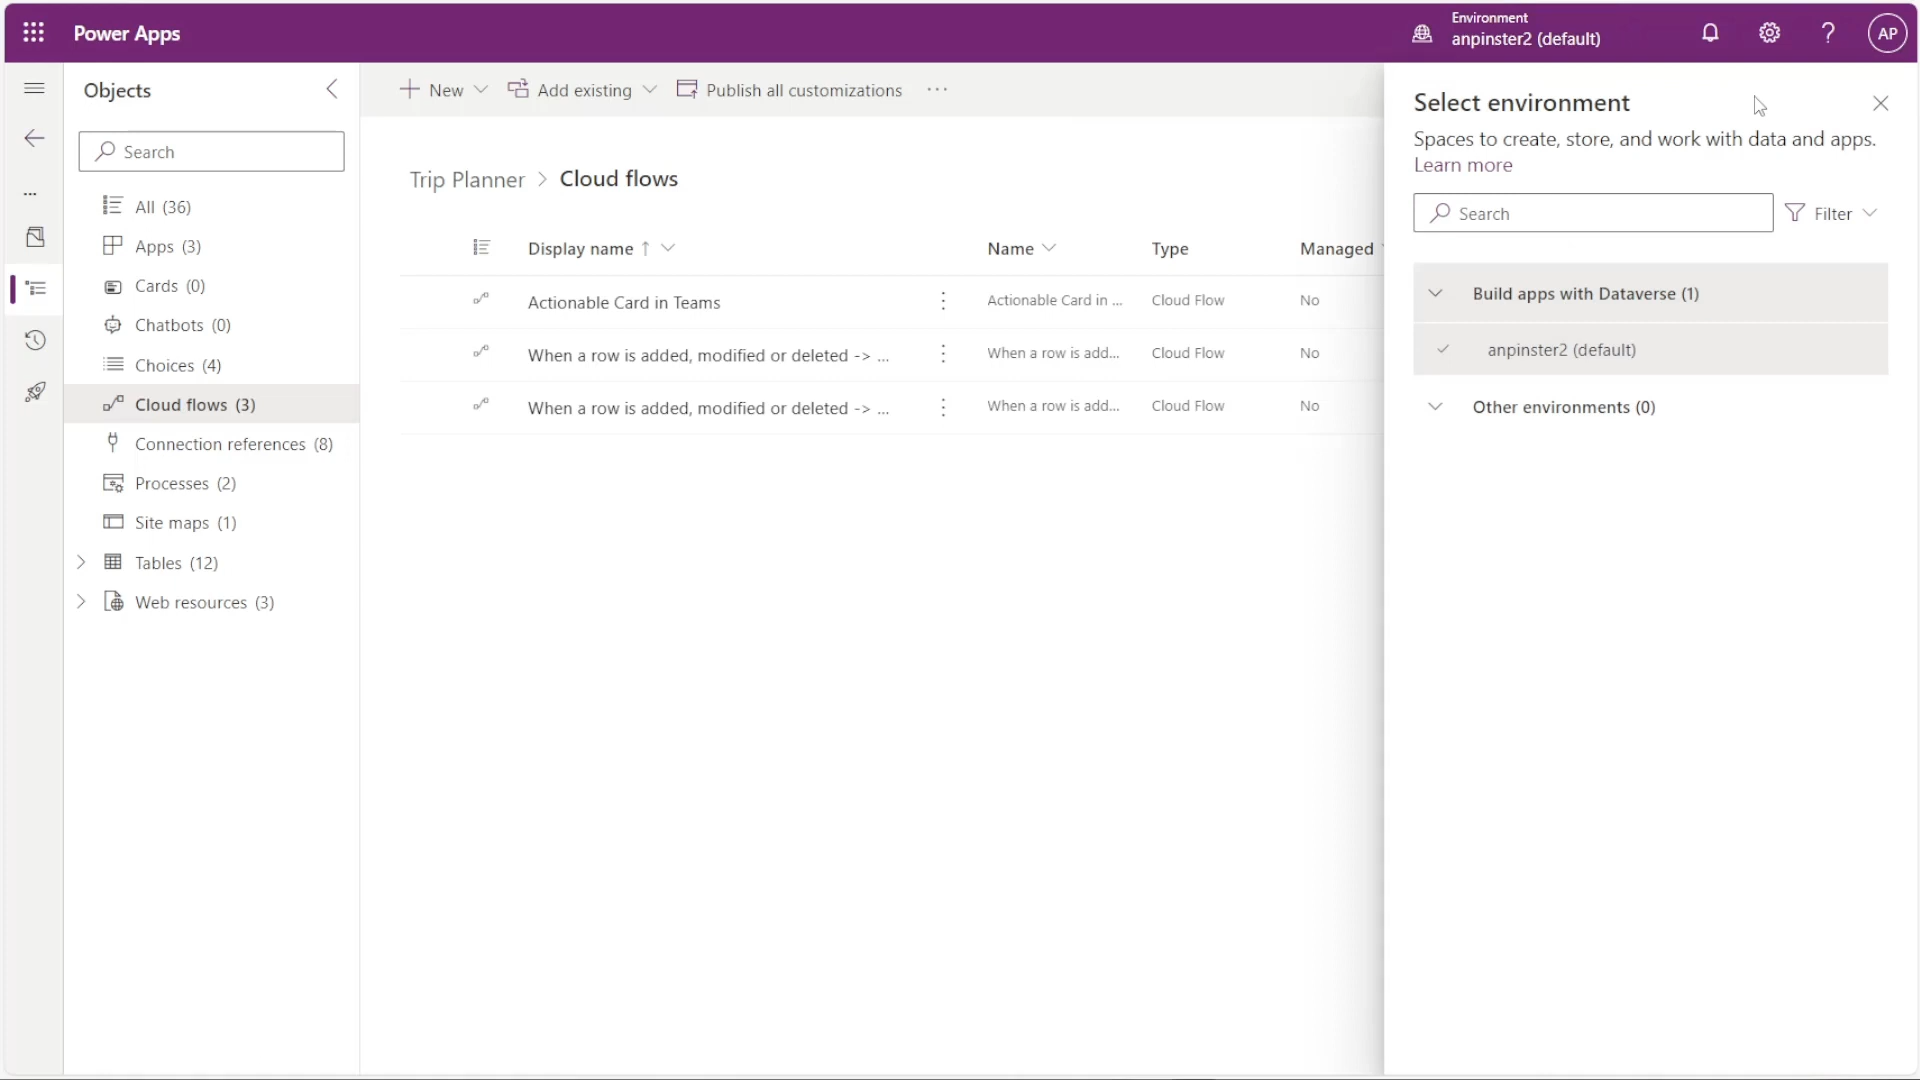 Power Apps
Environment
anpinster2 (default)
?
AP
Objects
Search
All (36)
Apps (3)
Cards (0)
Chatbots (0)
Choices (4)
Cloud flows (3)
Connection references (8)
Processes (2)
Site maps (1)
Tables (12)
Web resources (3)
New
Add existing
Publish all customizations
...
Trip Planner > Cloud flows
Display name ↑ Name Type Managed
Actionable Card in Teams Actionable Card in ... Cloud Flow No
When a row is added, modified or deleted -> ... When a row is add... Cloud Flow No
When a row is added, modified or deleted -> ... When a row is add... Cloud Flow No
Select environment
Spaces to create, store, and work with data and apps.
Learn more
Search Filter
Build apps with Dataverse (1)
anpinster2 (default)
Other environments (0)